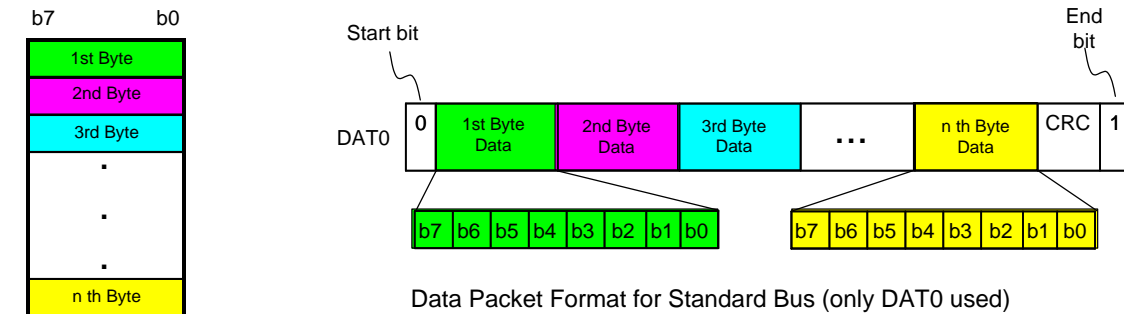 b7 b0
1st Byte
2nd Byte
3rd Byte
.
.
.
n th Byte
Start bit
End
bit
DAT0 0 1st Byte Data 2nd Byte Data 3rd Byte Data ... n th Byte Data CRC 1
b7 b6 b5 b4 b3 b2 b1 b0
b7 b6 b5 b4 b3 b2 b1 b0
Data Packet Format for Standard Bus (only DAT0 used)